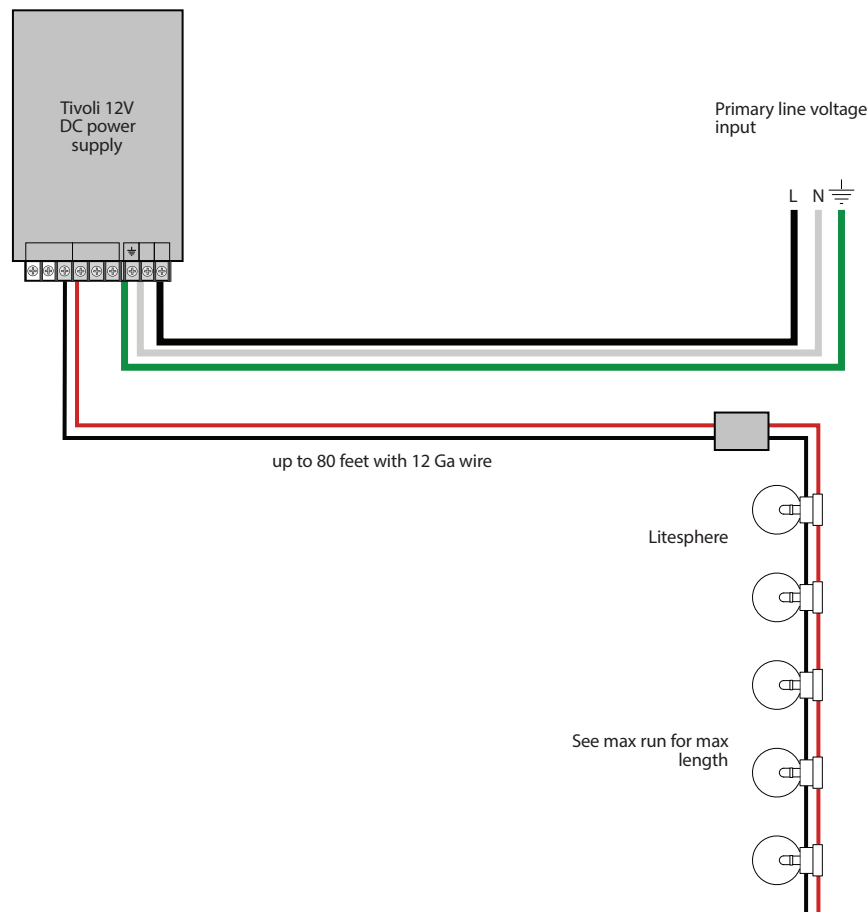 Tivoli 12V
DC power
supply
Primary line voltage
input
L N
up to 80 feet with 12 Ga wire
Litesphere
See max run for max
length